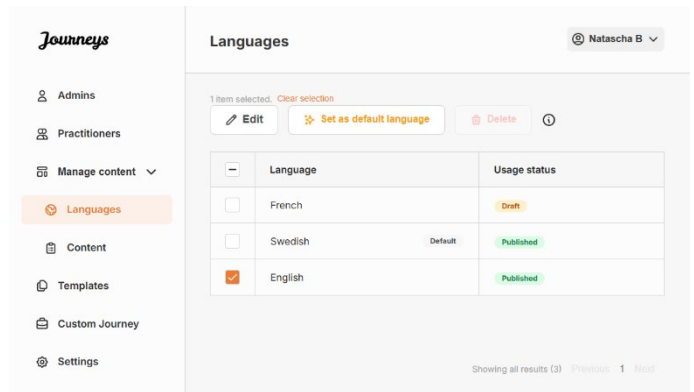 Journeys
Languages
Natascha B
Admins
Practitioners
Manage content
Languages
Content
Templates
Custom Journey
Settings
1 item selected. Clear selection
Edit
Set as default language
Delete
Language
Usage status
French
Draft
Swedish
Default
Published
English
Published
Showing all results (3) Previous 1 Next